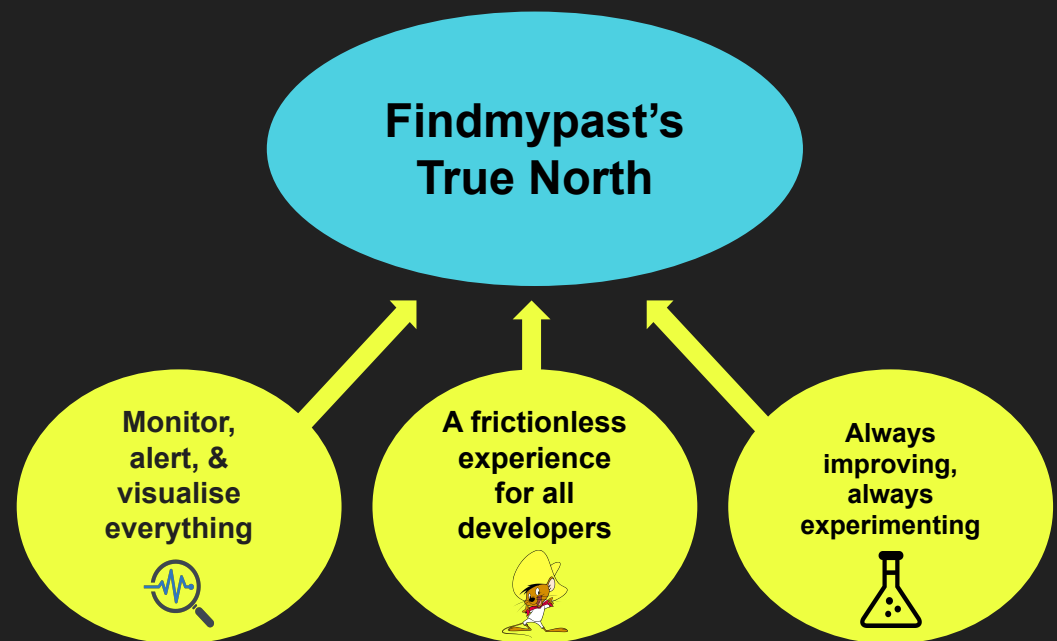 Findmypast’s
True North
Monitor,
alert, &
visualise
everything
A frictionless
experience
for all
developers
Always
improving,
always
experimenting